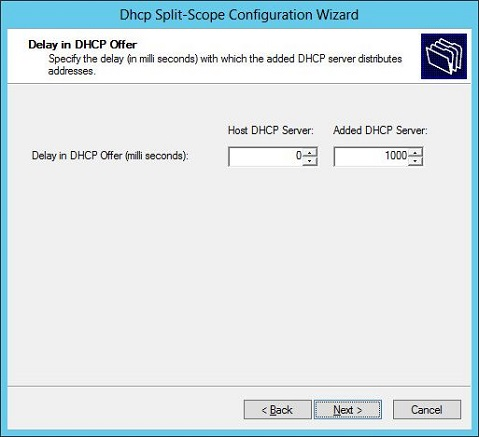 Dhcp Split-Scope Configuration Wizard
Delay in DHCP Offer
Specify the delay (in milli seconds) with which the added DHCP server distributes
addresses.
Host DHCP Server: Added DHCP Server:
Delay in DHCP Offer (milli seconds): 0 1000
< Back Next > Cancel